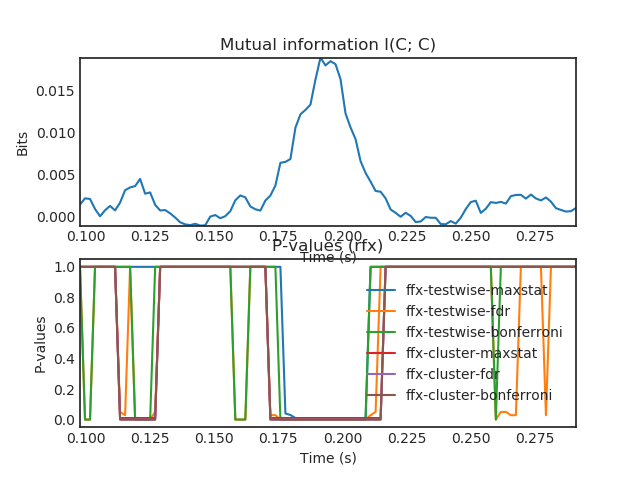 Mutual information I(C; C)
0.015
0.010
0.005
0.000
Bits
0.100 0.125 0.150 0.175 0.200 0.225 0.250 0.275
Time (s)
P-values (rfx)
1.0
0.8
0.6
0.4
0.2
0.0
P-values
ffx-testwise-maxstat
ffx-testwise-fdr
ffx-testwise-bonferroni
ffx-cluster-maxstat
ffx-cluster-fdr
ffx-cluster-bonferroni
0.100 0.125 0.150 0.175 0.200 0.225 0.250 0.275
Time (s)